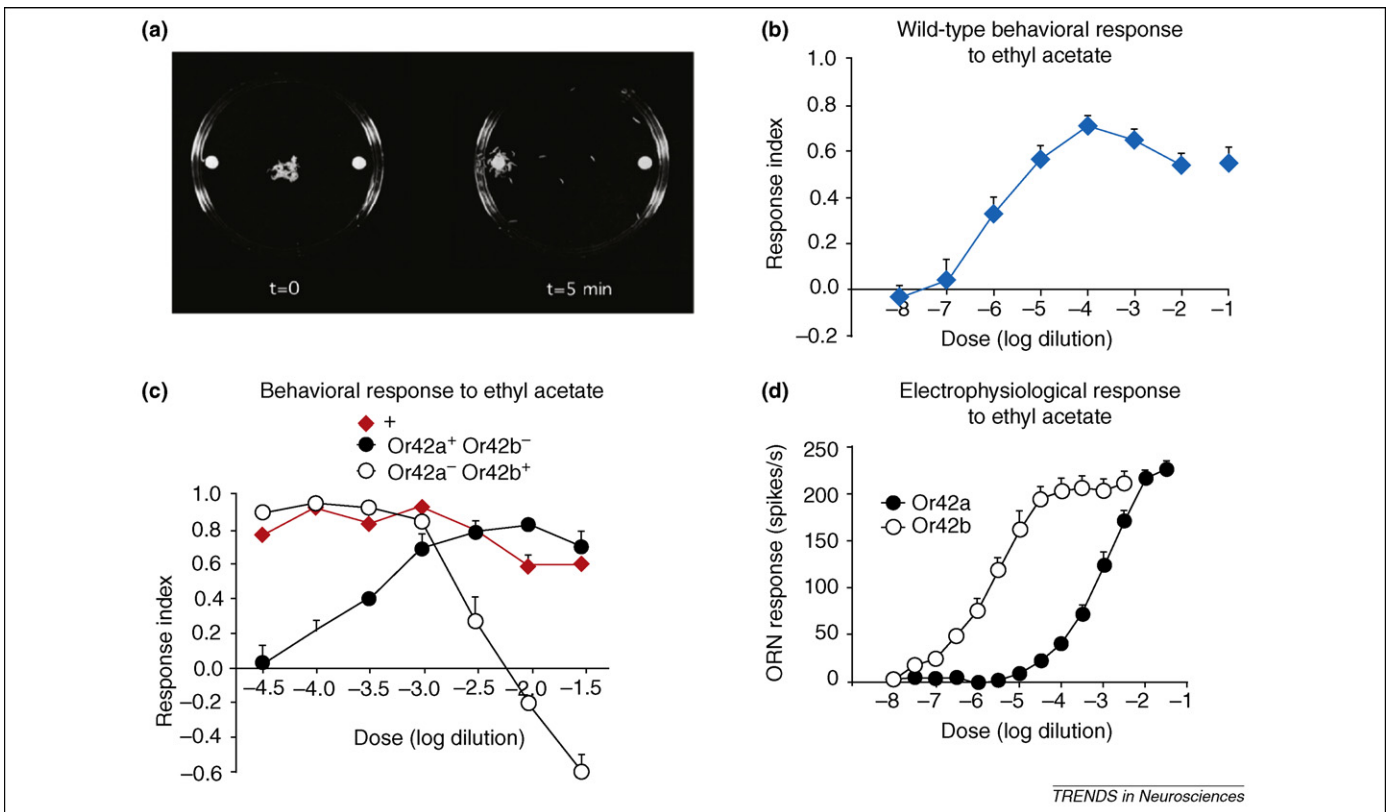 (a)
t=0
t=5 min
(b)
Wild-type behavioral response
to ethyl acetate
Response index
1.0
0.8
0.6
0.4
0.2
0.0
–0.2
–8 –7 –6 –5 –4 –3 –2 –1
Dose (log dilution)
(c)
Behavioral response to ethyl acetate
+
Or42a⁺ Or42b⁻
Or42a⁻ Or42b⁺
Response index
1.0
0.8
0.6
0.4
0.2
0.0
–0.2
–0.4
–0.6
–4.5 –4.0 –3.5 –3.0 –2.5 –2.0 –1.5
Dose (log dilution)
(d)
Electrophysiological response
to ethyl acetate
ORN response (spikes/s)
250
200
150
100
50
0
Or42a
Or42b
–8 –7 –6 –5 –4 –3 –2 –1
Dose (log dilution)
TRENDS in Neurosciences